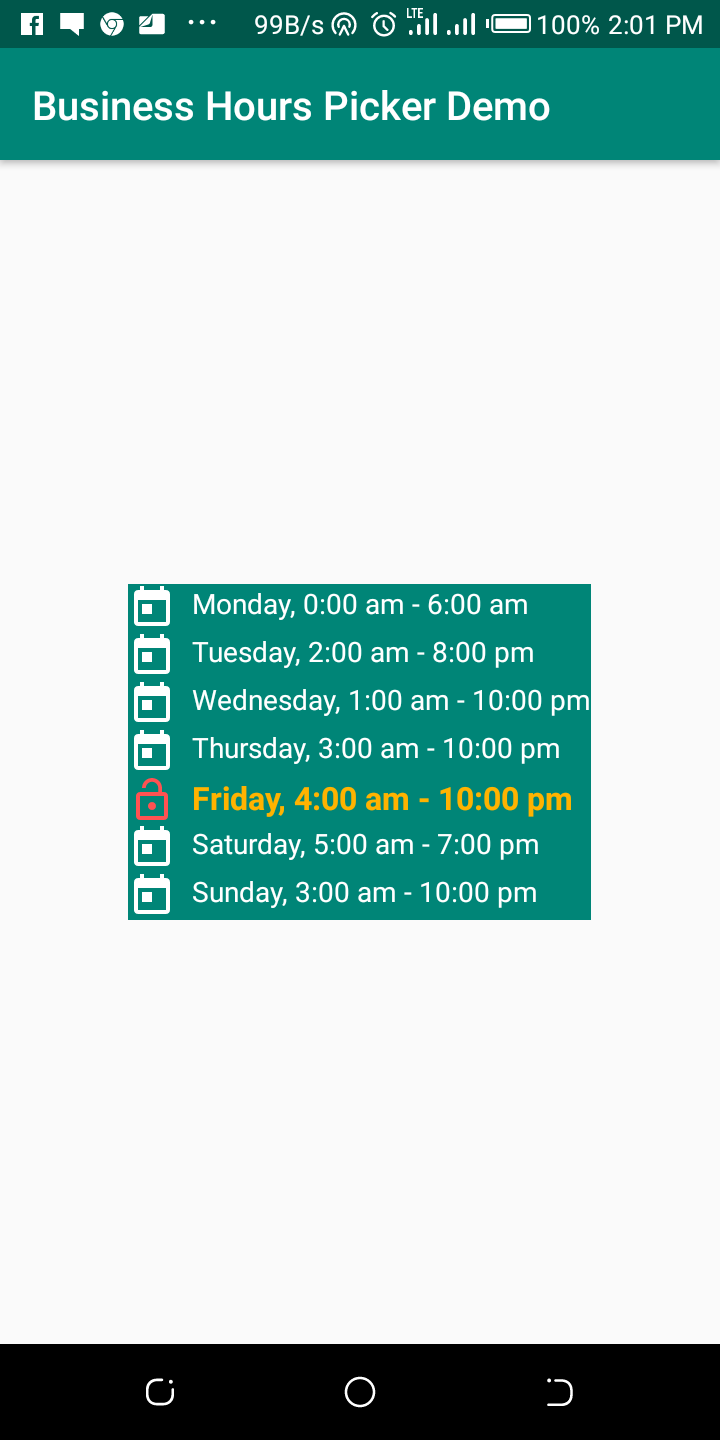 99B/s LTE 100% 2:01 PM
Business Hours Picker Demo
Monday, 0:00 am - 6:00 am
Tuesday, 2:00 am - 8:00 pm
Wednesday, 1:00 am - 10:00 pm
Thursday, 3:00 am - 10:00 pm
Friday, 4:00 am - 10:00 pm
Saturday, 5:00 am - 7:00 pm
Sunday, 3:00 am - 10:00 pm